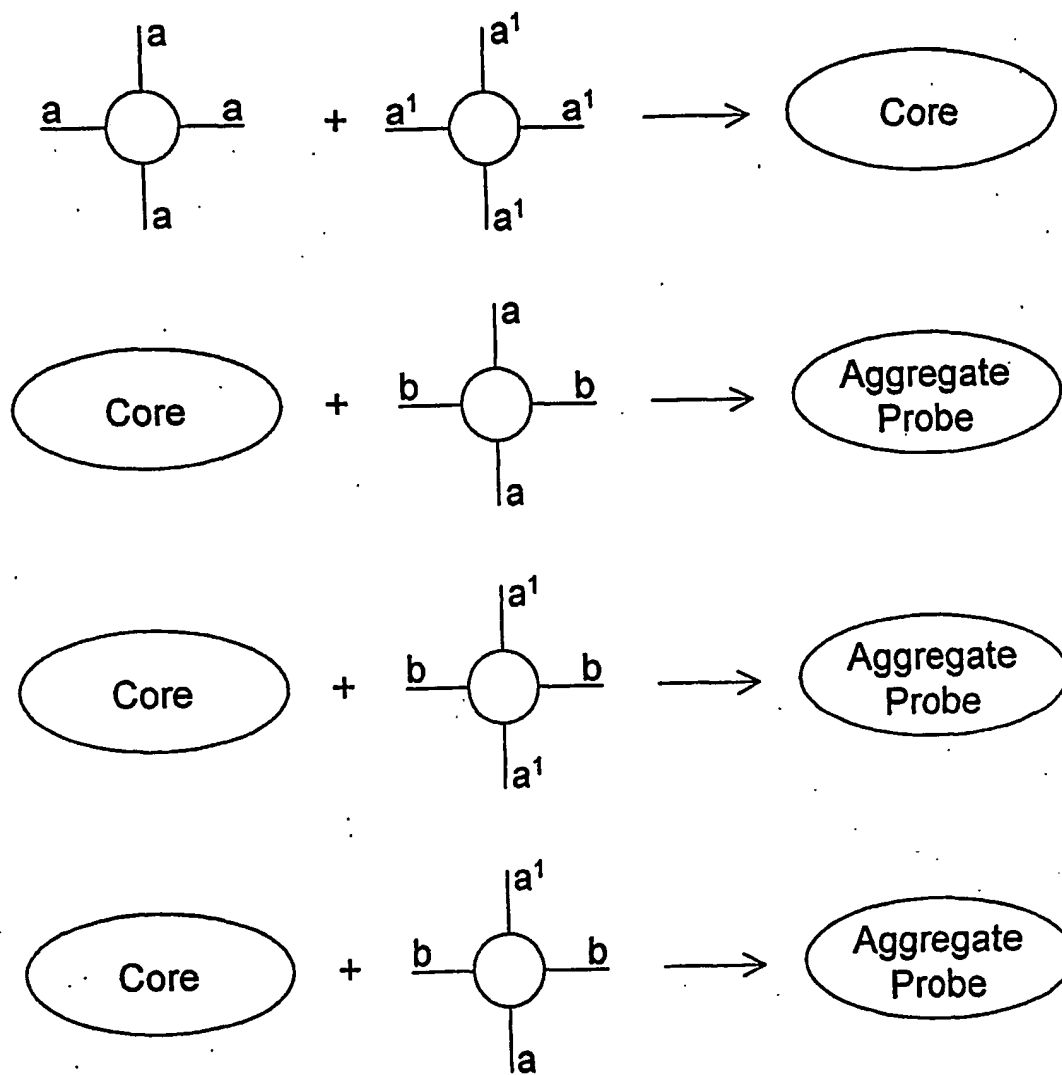 a a¹
a a + a¹ a¹ → Core
a a¹
a
Core + b b → Aggregate Probe
a
a¹
Core + b b → Aggregate Probe
a¹
a¹
Core + b b → Aggregate Probe
a